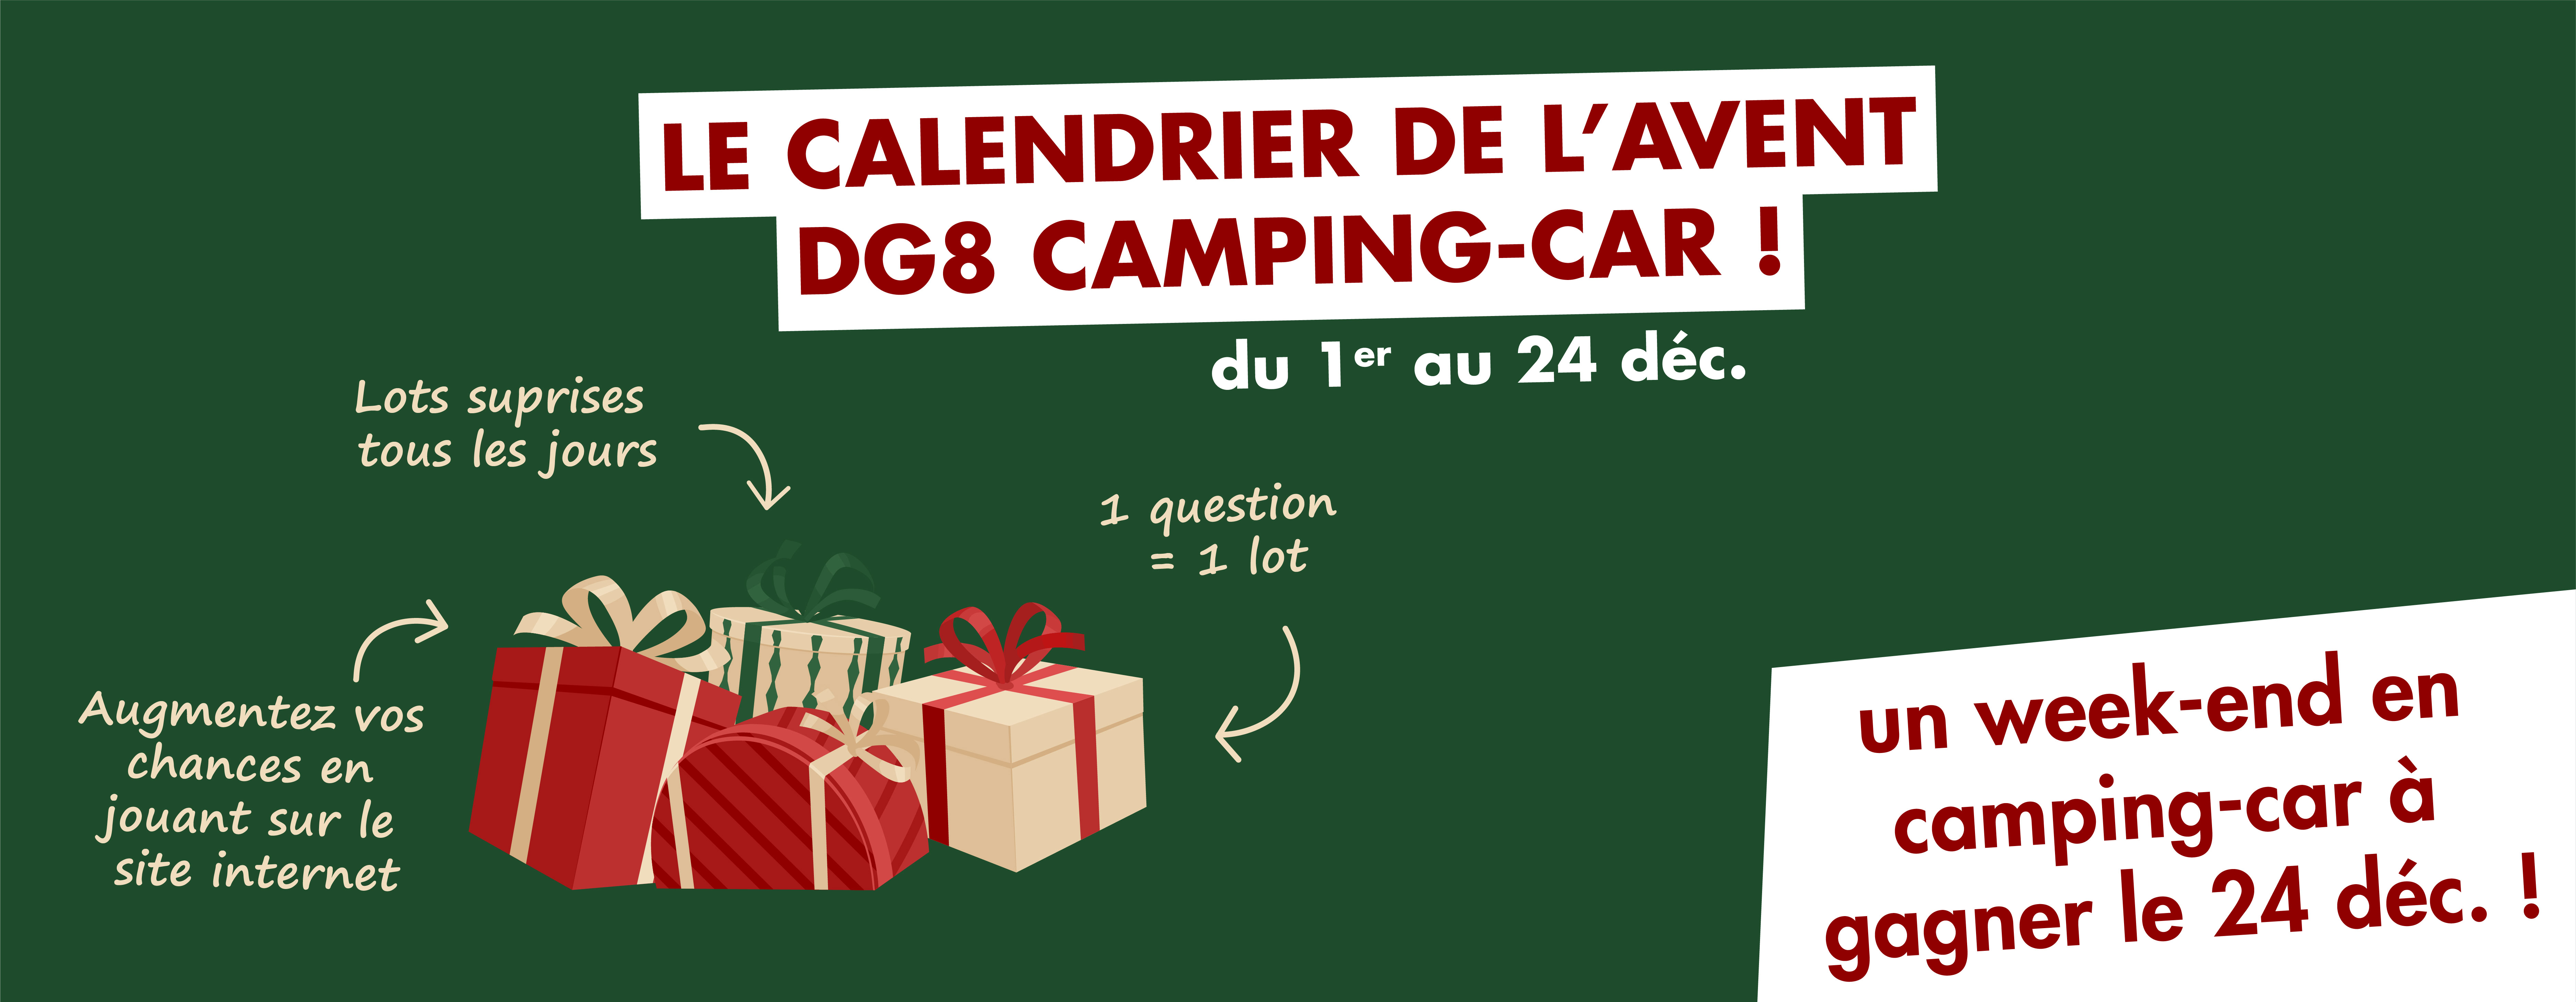 LE CALENDRIER DE L'AVENT
DG8 CAMPING-CAR !
du 1er au 24 déc.
Lots suprises
tous les jours
1 question
= 1 lot
Augmentez vos
chances en
jouant sur le
site internet
un week-end en
camping-car à
gagner le 24 déc. !